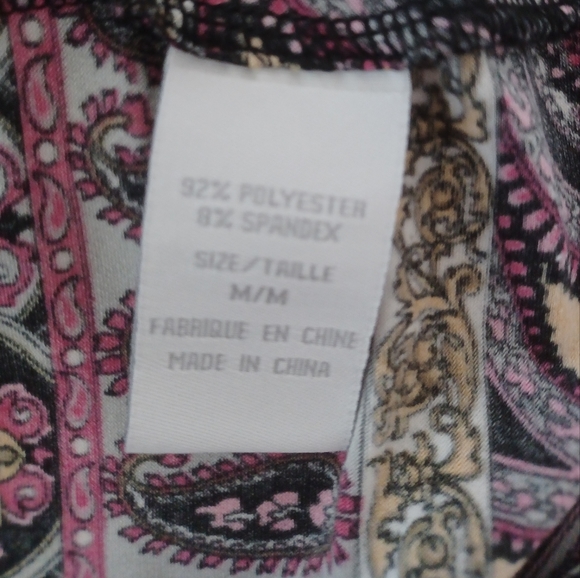 92% POLYESTER
8% SPANDEX
SIZE/TAILLE
M/M
FABRIQUE EN CHINE
MADE IN CHINA